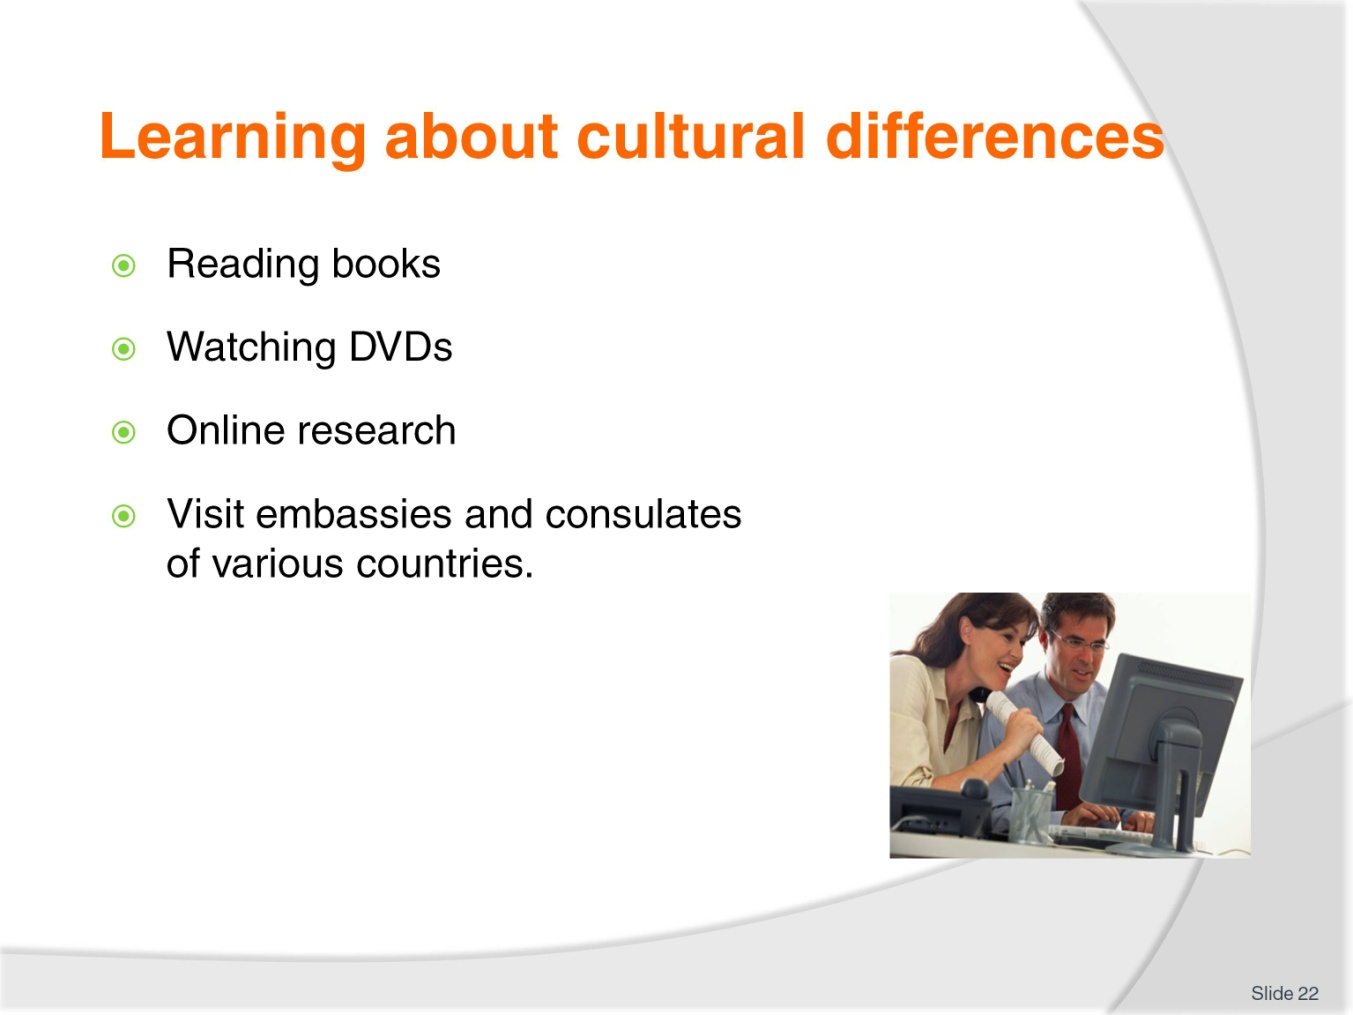 Learning about cultural differences
Reading books
Watching DVDs
Online research
Visit embassies and consulates
of various countries.
Slide 22